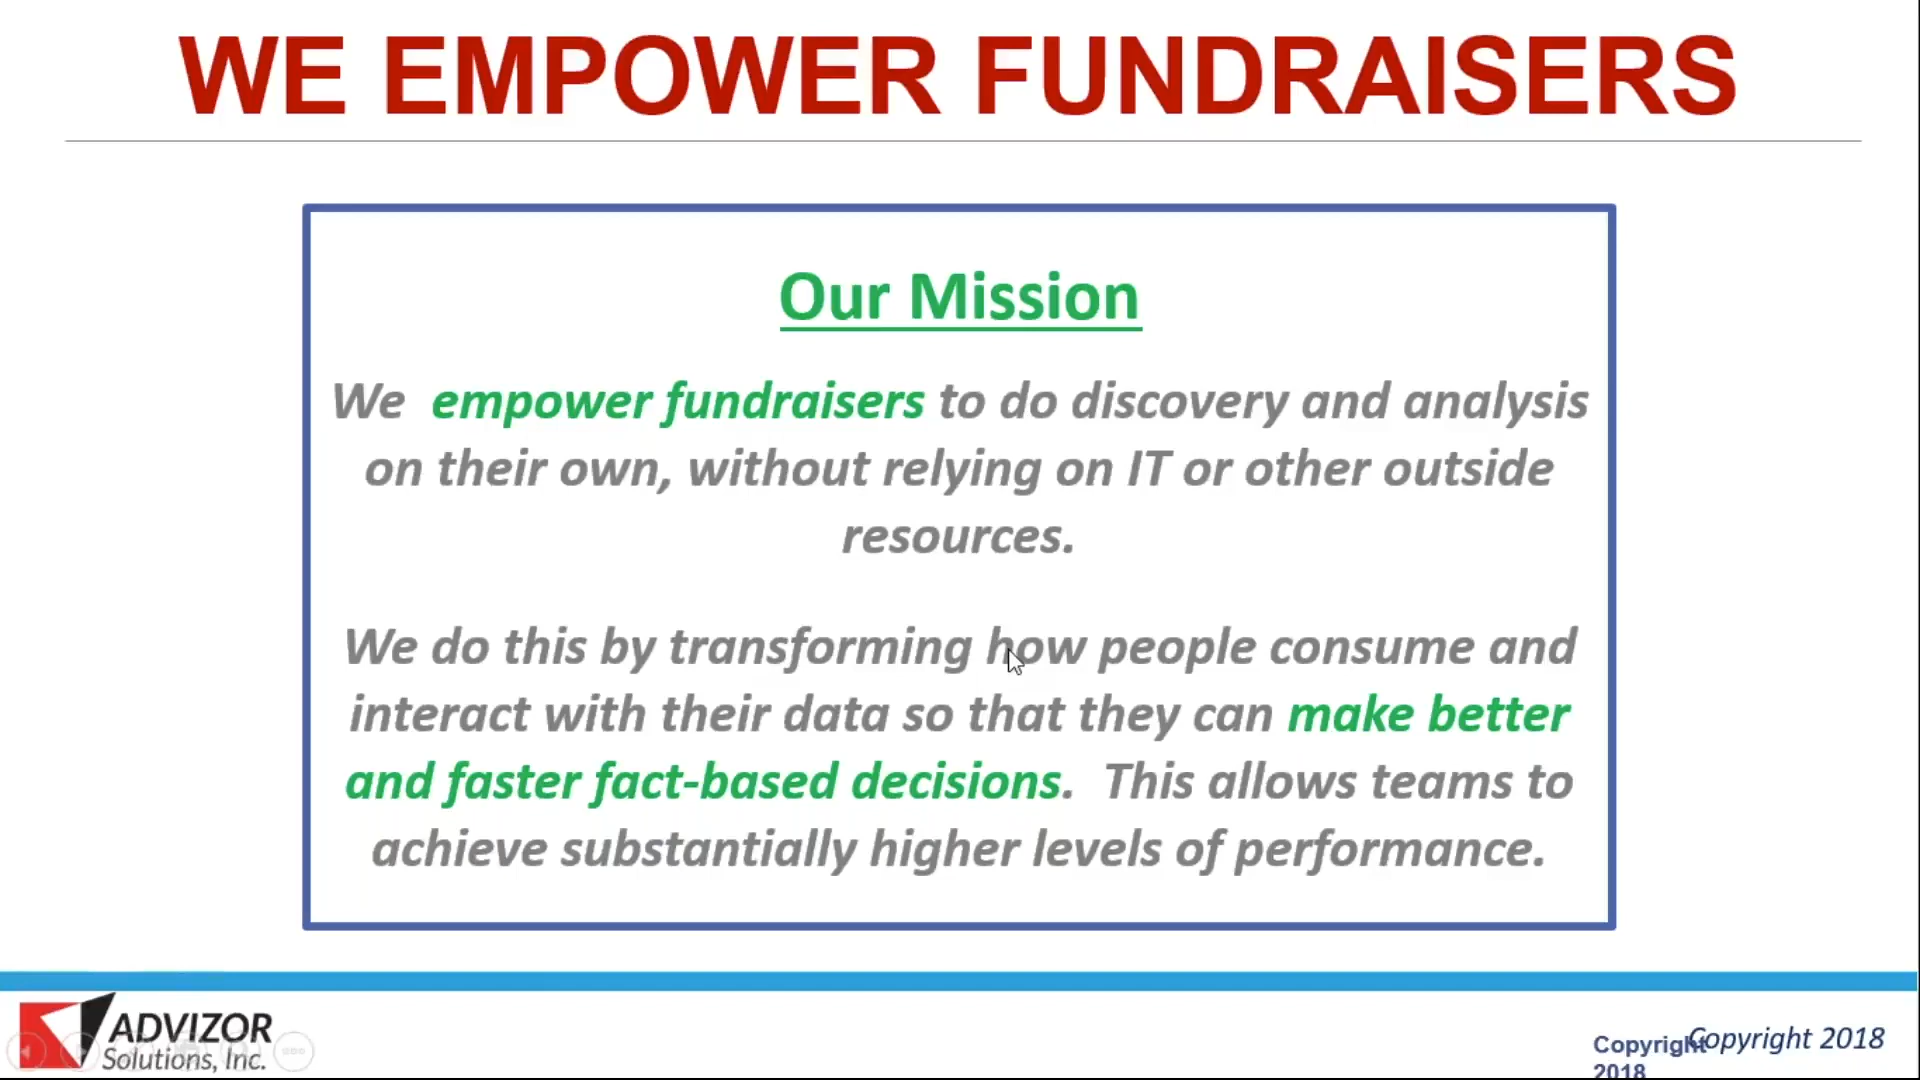 WE EMPOWER FUNDRAISERS
Our Mission
We empower fundraisers to do discovery and analysis
on their own, without relying on IT or other outside
resources.
We do this by transforming how people consume and
interact with their data so that they can make better
and faster fact-based decisions. This allows teams to
achieve substantially higher levels of performance.
ADVIZOR
Solutions, Inc.
Copyright
2018
Copyright 2018